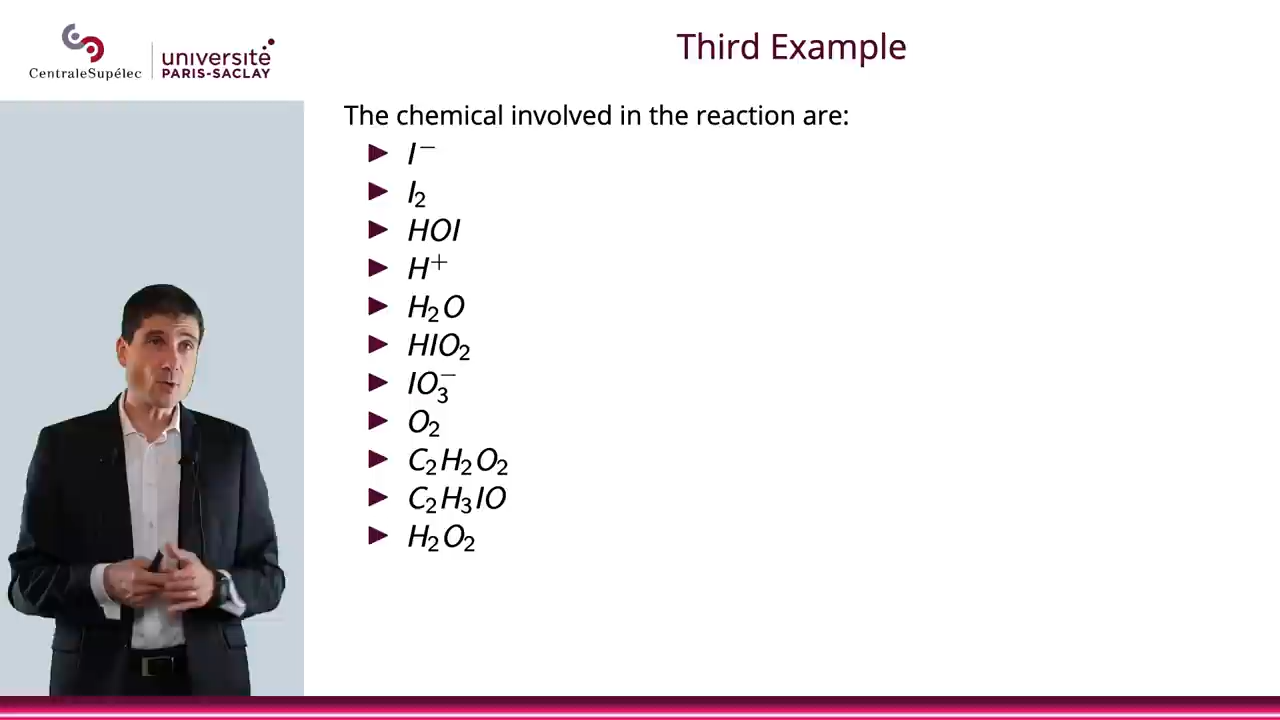 CentraleSupélec
université
PARIS-SACLAY
Third Example
The chemical involved in the reaction are:
▶ I⁻
▶ I₂
▶ HOI
▶ H⁺
▶ H₂O
▶ HIO₂
▶ IO₃⁻
▶ O₂
▶ C₂H₂O₂
▶ C₂H₃IO
▶ H₂O₂